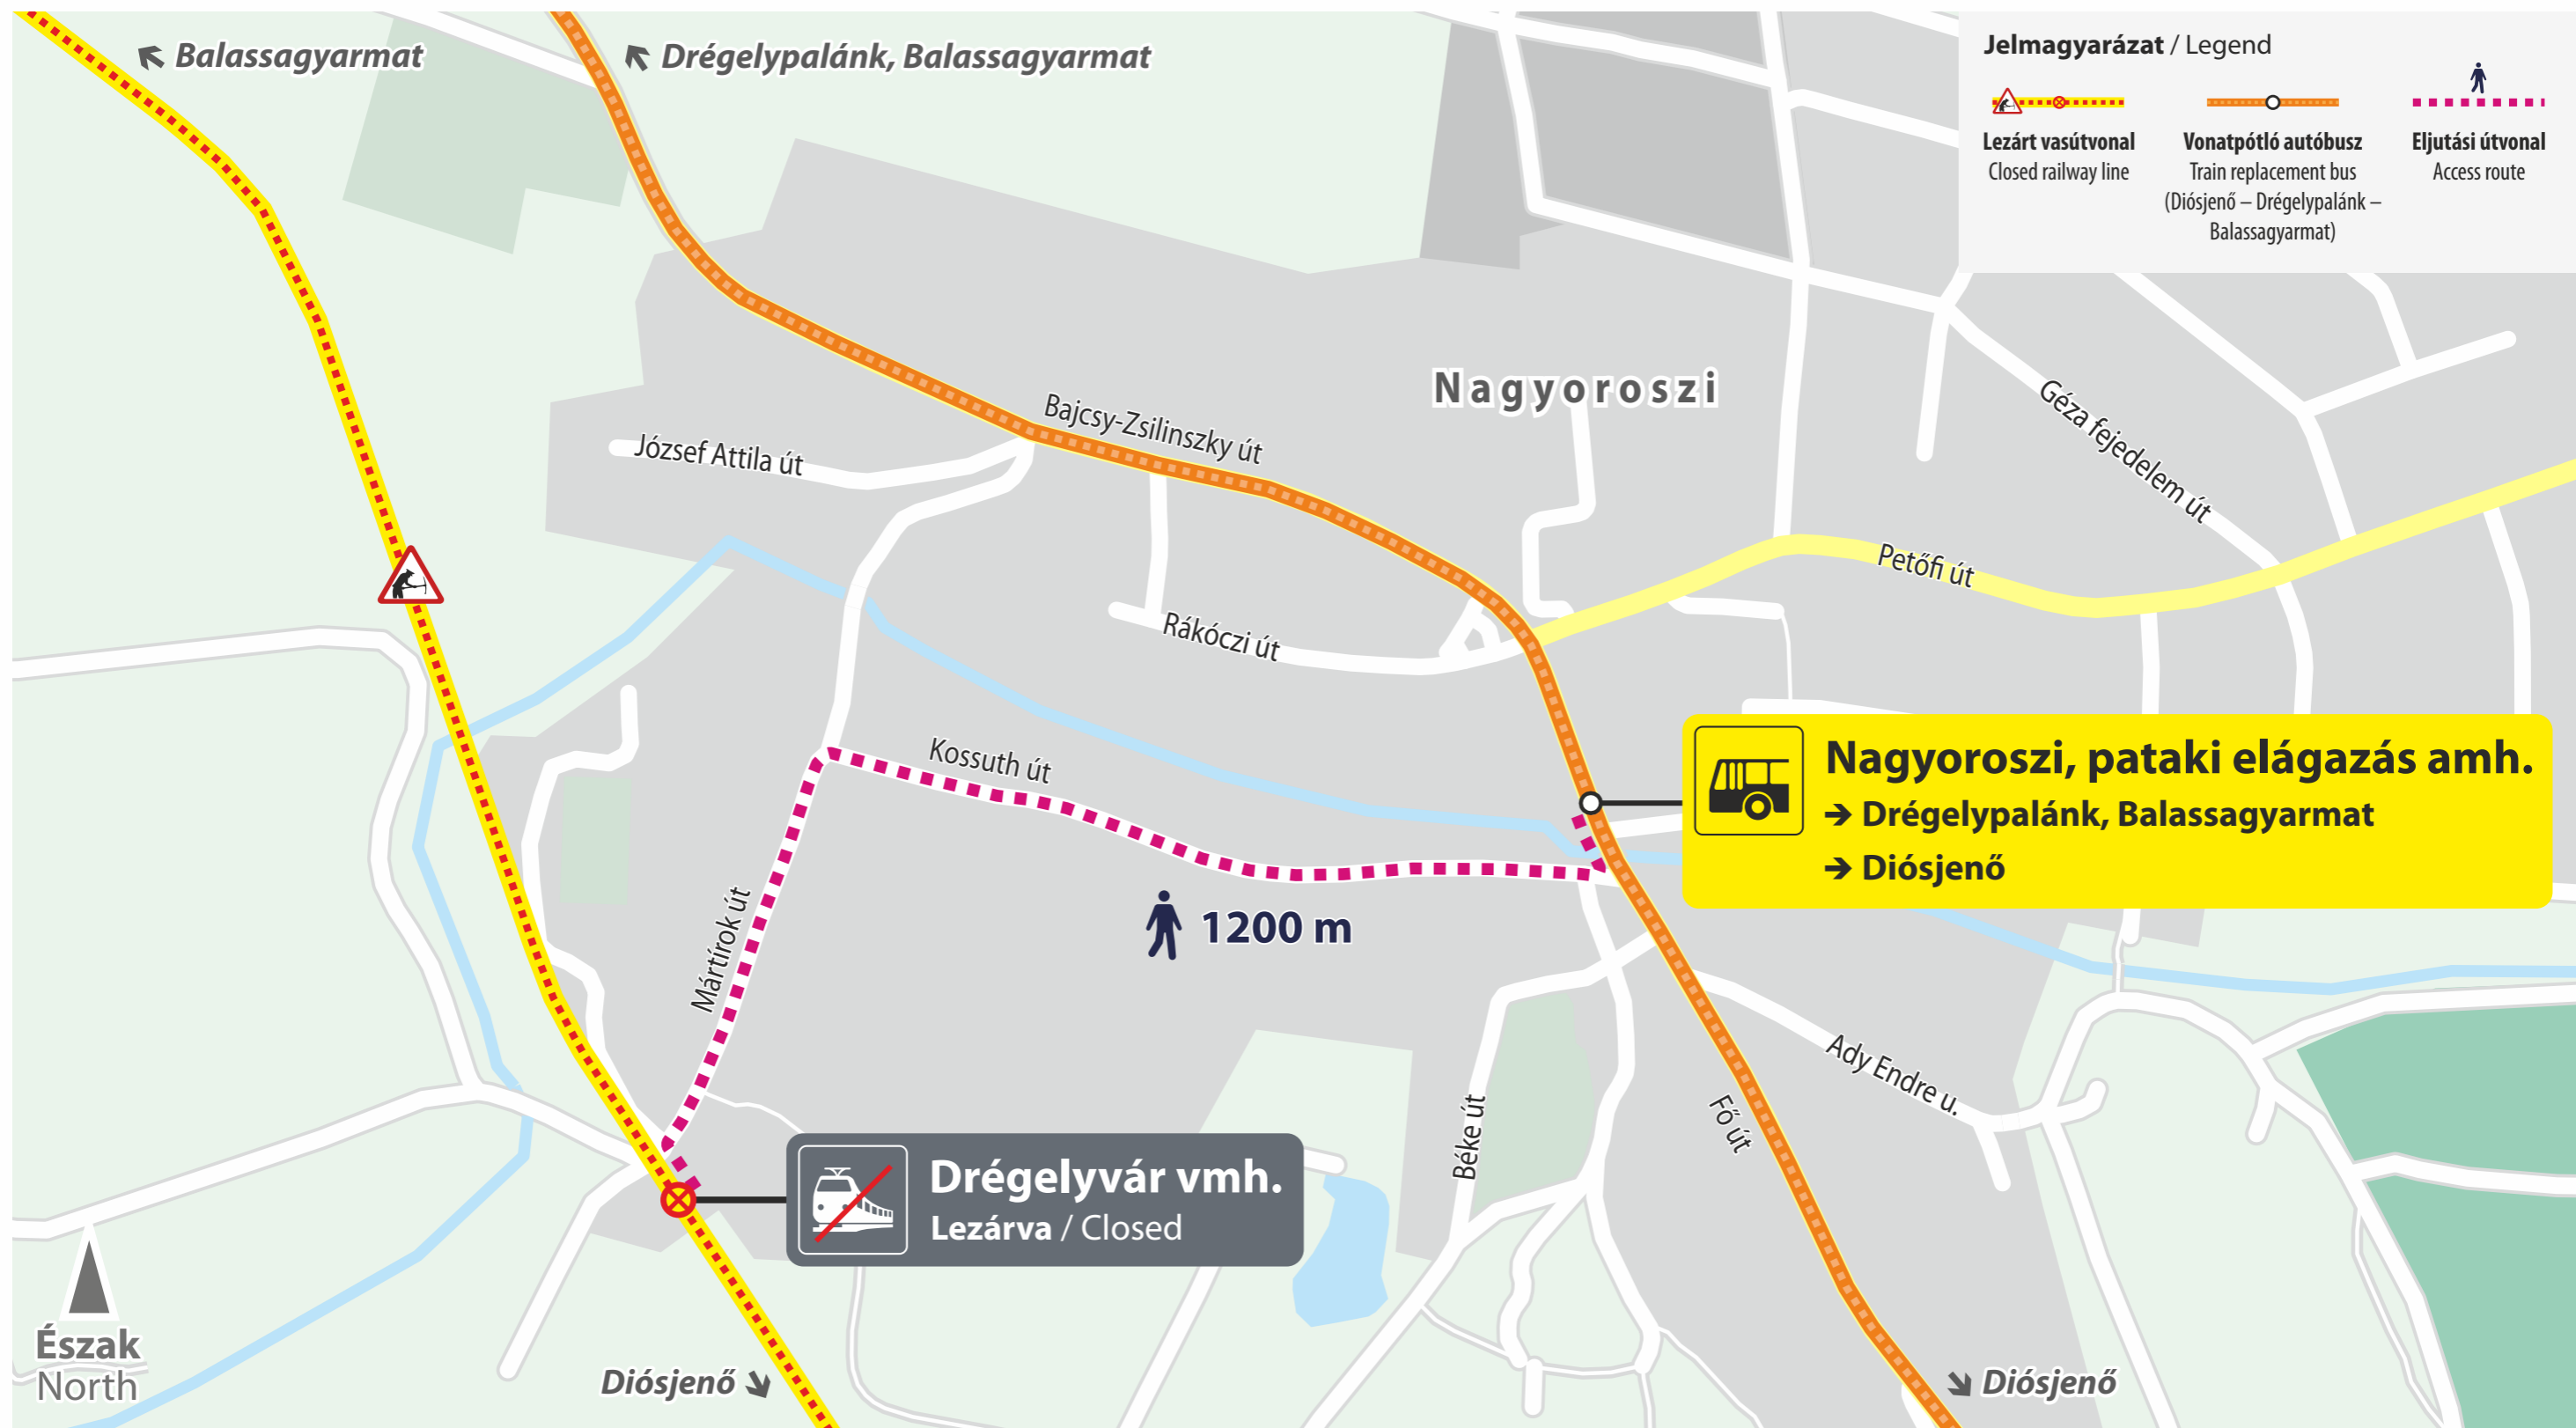 Balassagyarmat
Drégelypalánk, Balassagyarmat
Jelmagyarázat / Legend
Lezárt vasútvonal
Closed railway line
Vonatpótló autóbusz
Train replacement bus
(Diósjenő – Drégelypalánk –
Balassagyarmat)
Eljutási útvonal
Access route
Nagyoroszi
Bajcsy-Zsilinszky út
József Attila út
Géza fejedelem út
Petőfi út
Rákóczi út
Kossuth út
Nagyoroszi, pataki elágazás amh.
➔ Drégelypalánk, Balassagyarmat
➔ Diósjenő
Mártírok út
1200 m
Ady Endre u.
Fő út
Béke út
Drégelyvár vmh.
Lezárva / Closed
Észak
North
Diósjenő
Diósjenő